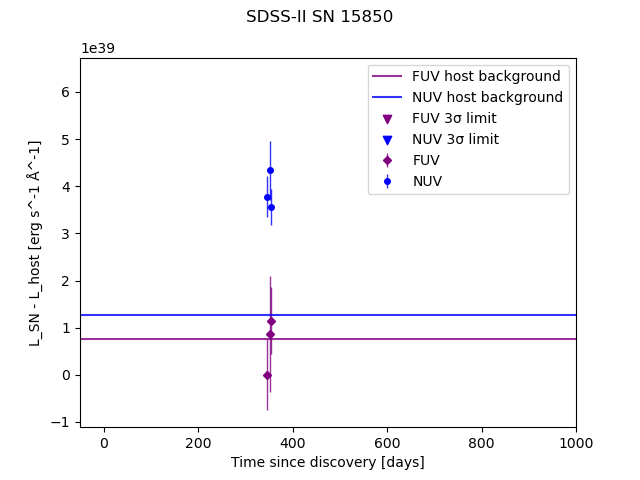 SDSS-II SN 15850
1e39
FUV host background
NUV host background
FUV 3σ limit
NUV 3σ limit
FUV
NUV
L_SN - L_host [erg s^-1 Å^-1]
6
5
4
3
2
1
0
−1
0 200 400 600 800 1000
Time since discovery [days]